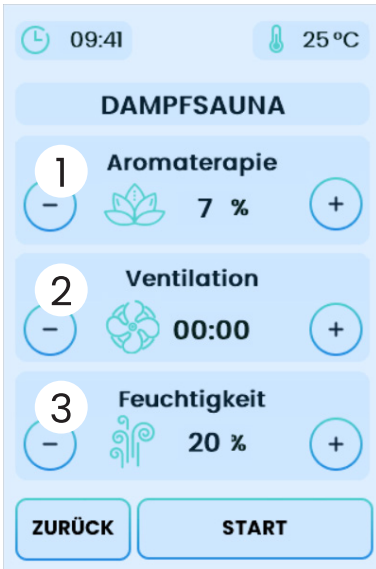 09:41
25 °C
DAMPFSAUNA
1
Aromaterapie
− 7 % +
2
Ventilation
− 00:00 +
3
Feuchtigkeit
− 20 % +
ZURÜCK START